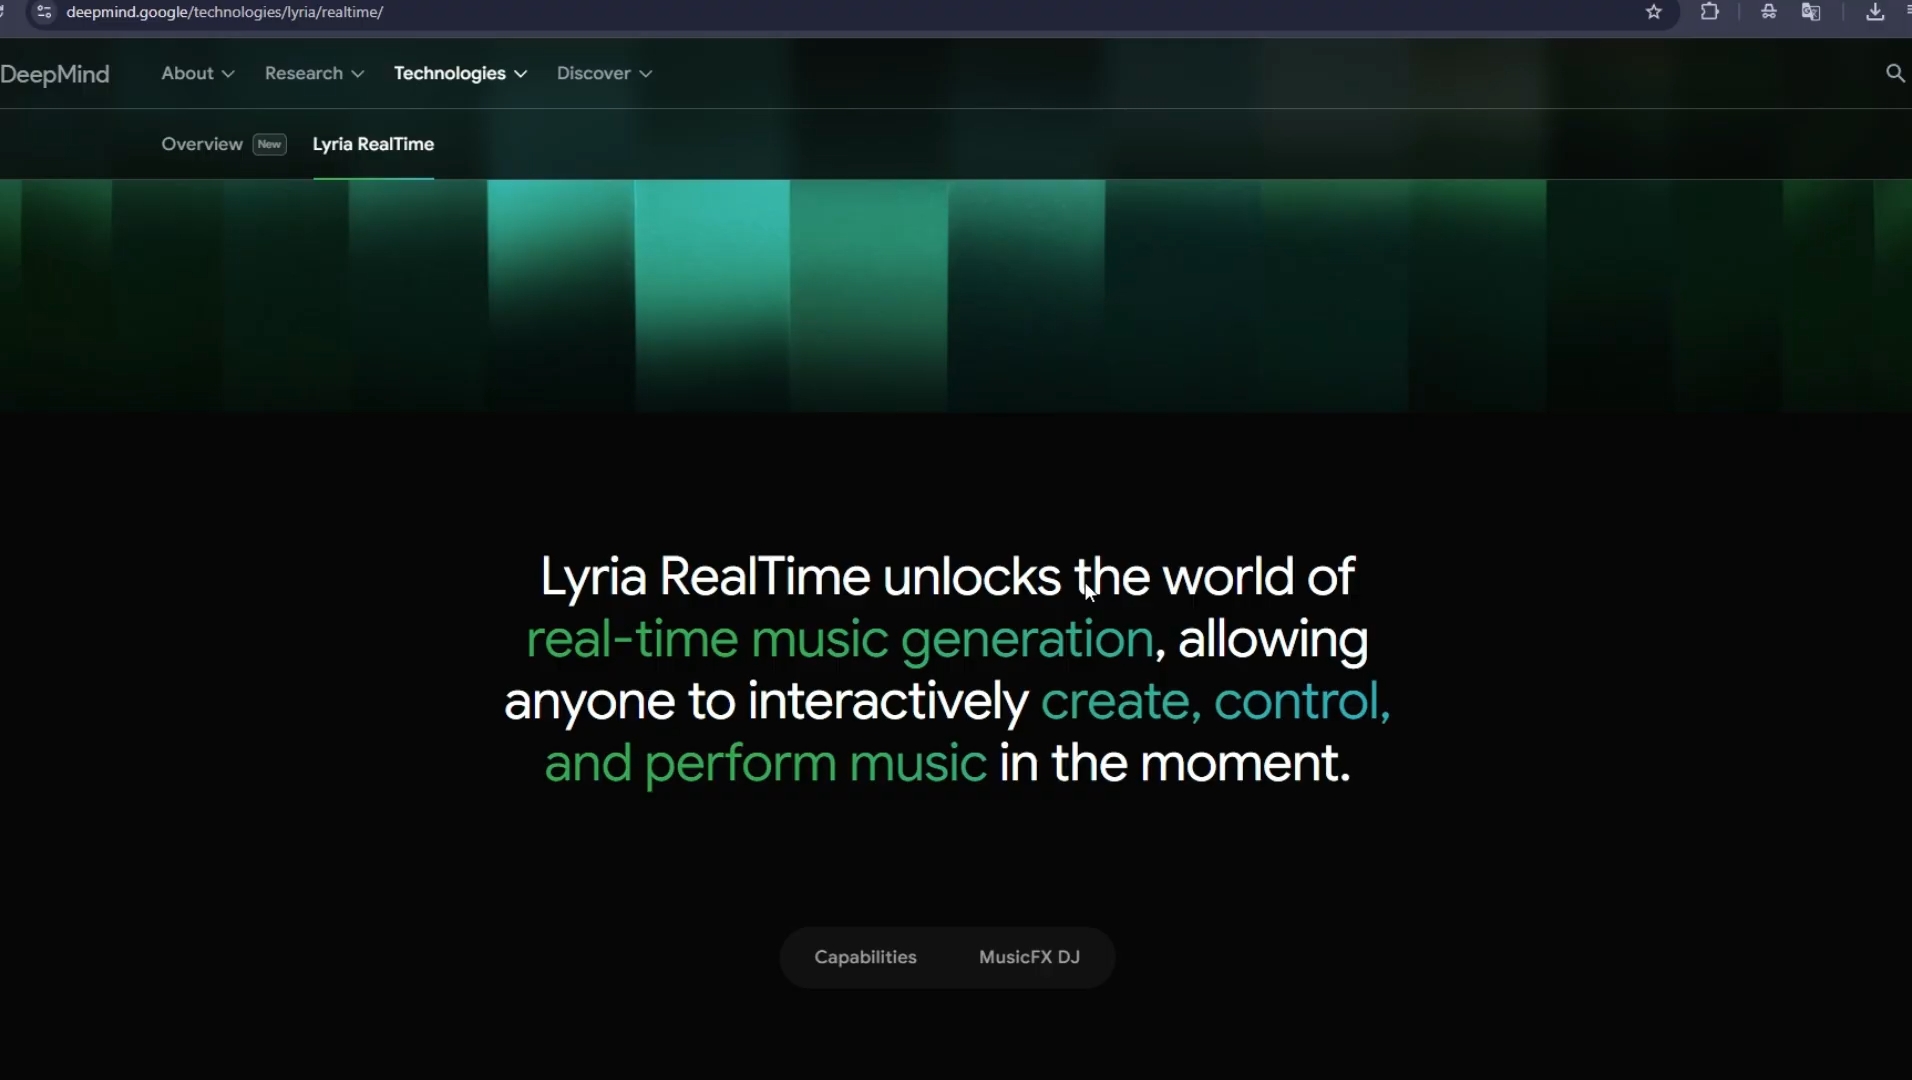 deepmind.google/technologies/lyria/realtime/
DeepMind About Research Technologies Discover
Overview New Lyria RealTime
Lyria RealTime unlocks the world of
real-time music generation, allowing
anyone to interactively create, control,
and perform music in the moment.
Capabilities MusicFX DJ